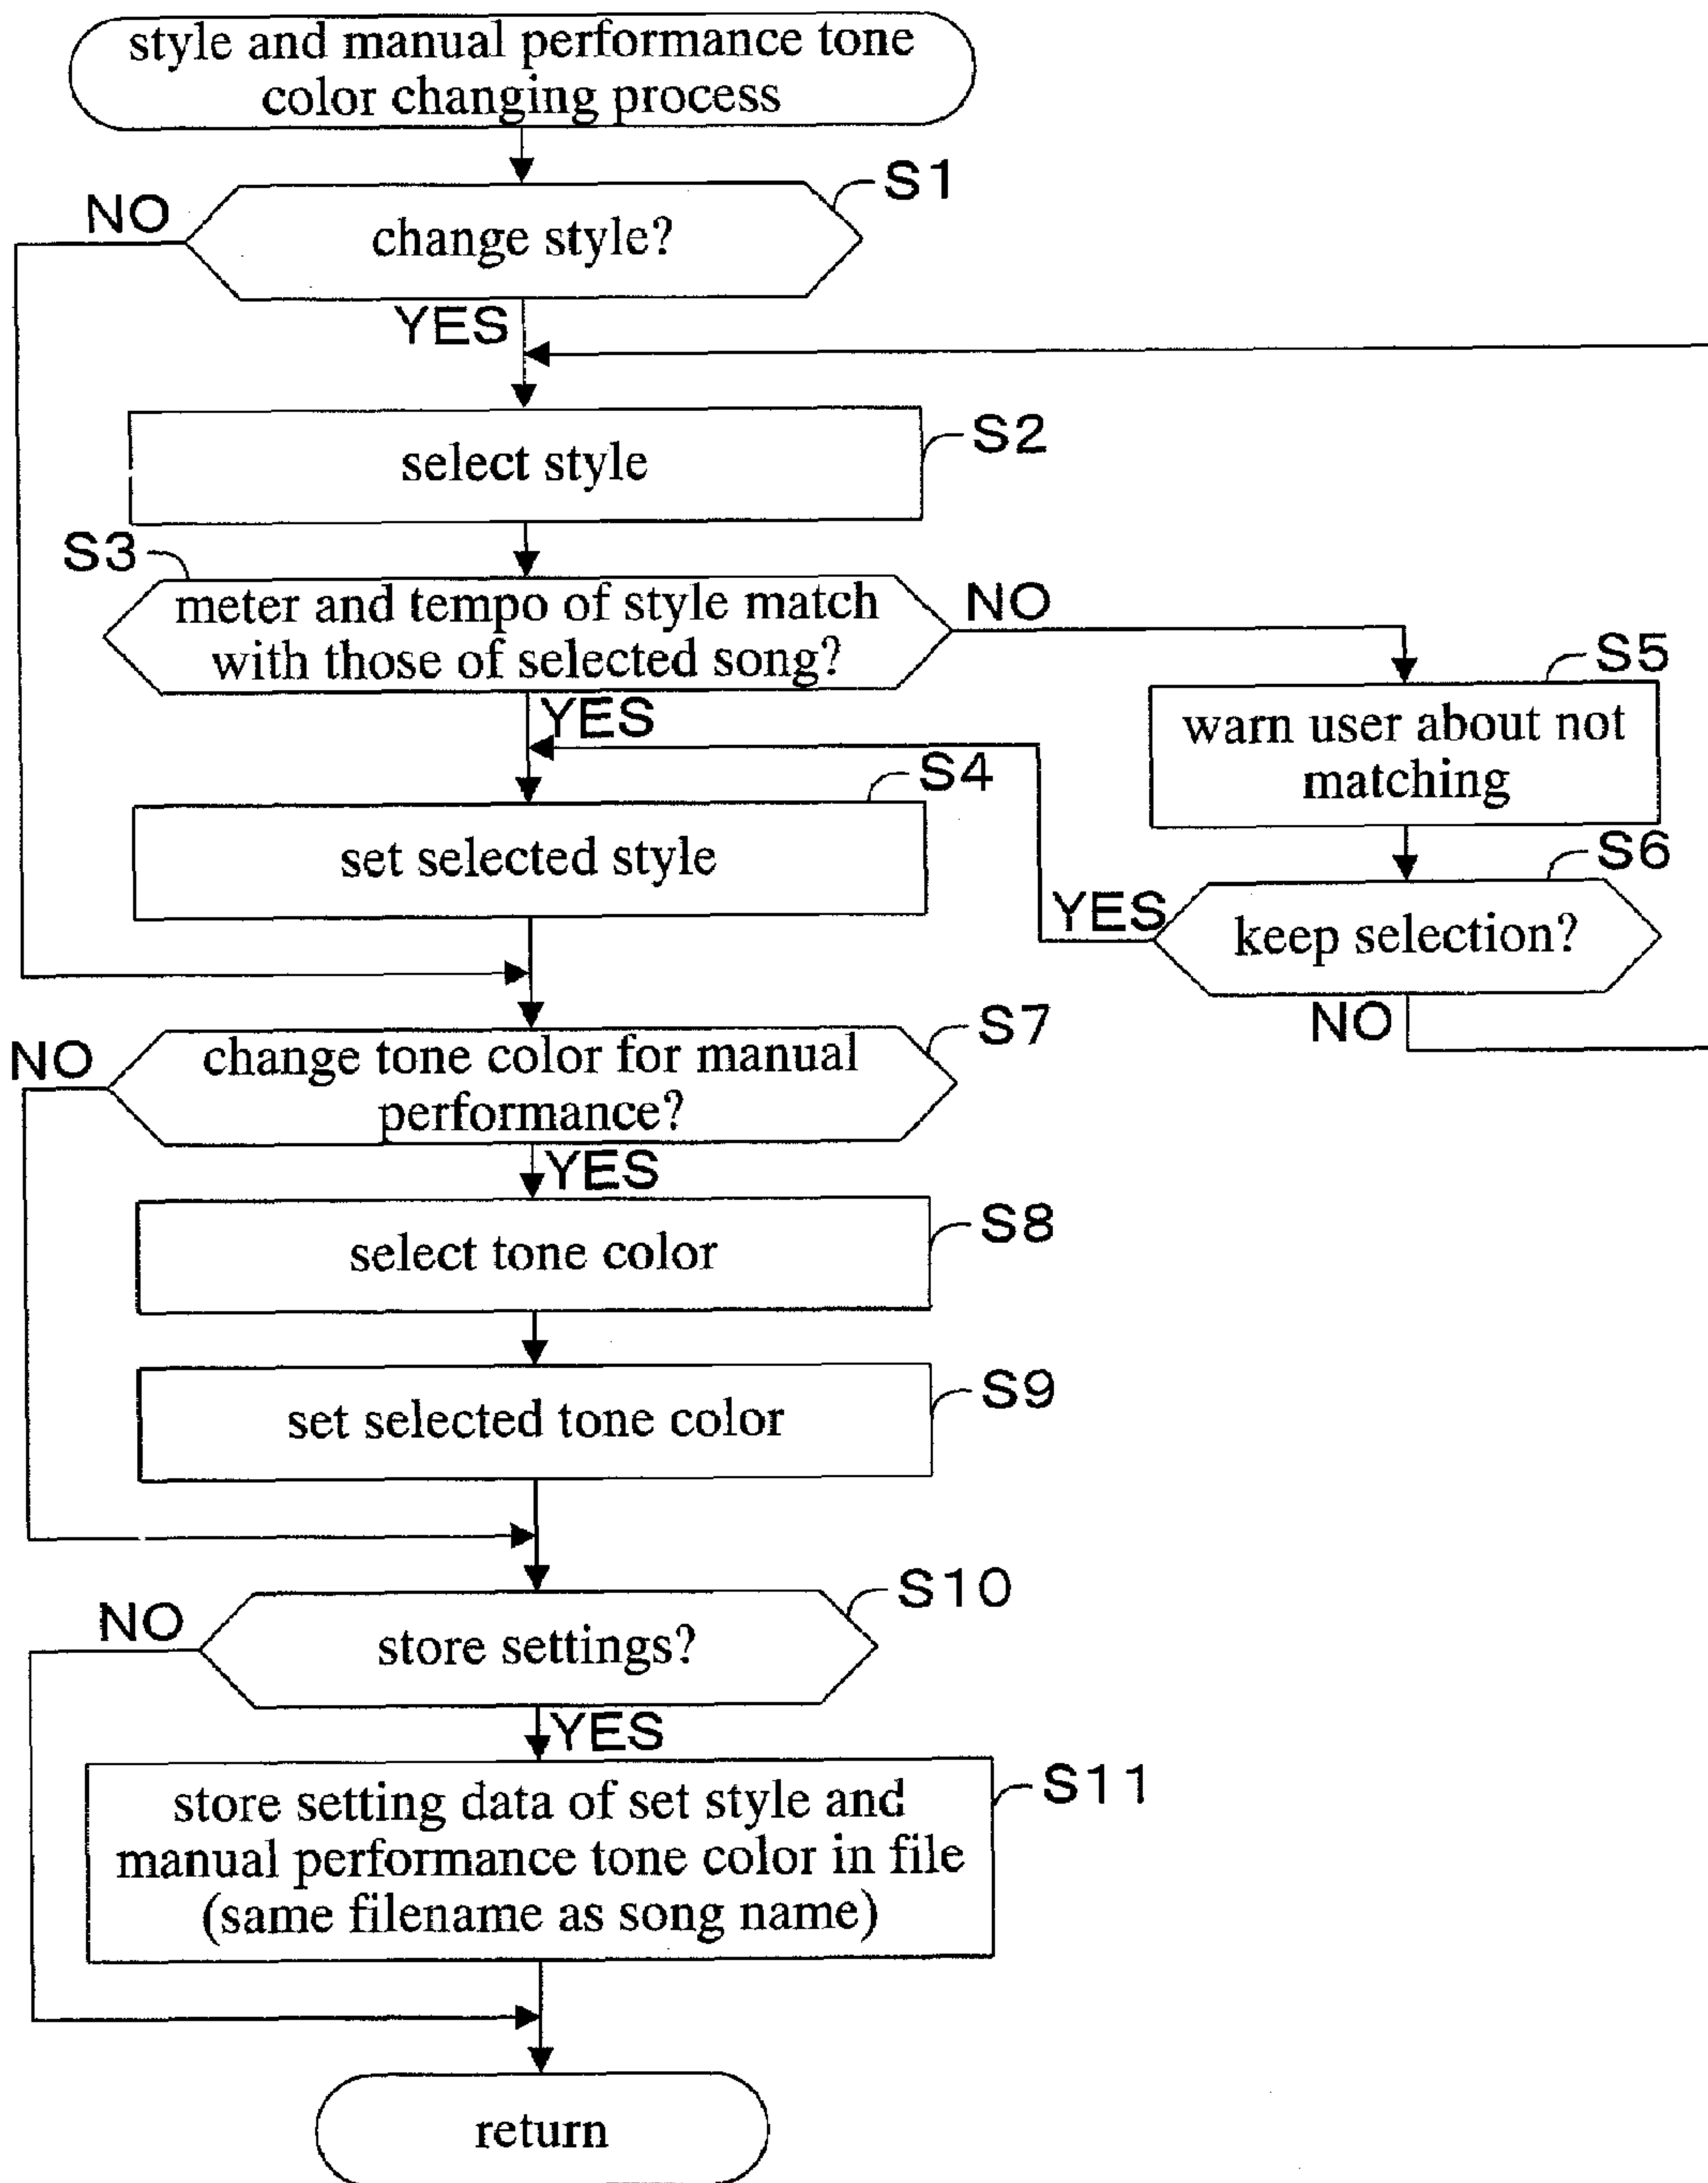 style and manual performance tone
color changing process
S1
NO
change style?
YES
S2
select style
S3
meter and tempo of style match
with those of selected song?
NO
S5
YES
warn user about not
matching
S4
set selected style
S6
YES
keep selection?
NO
S7
NO
change tone color for manual
performance?
YES
S8
select tone color
S9
set selected tone color
S10
NO
store settings?
YES
S11
store setting data of set style and
manual performance tone color in file
(same filename as song name)
return